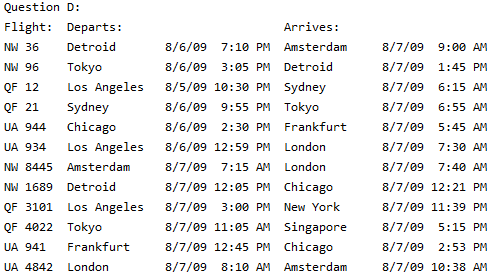 Question D:
Flight: Departs: Arrives:
NW 36 Detroid 8/6/09 7:10 PM Amsterdam 8/7/09 9:00 AM
NW 96 Tokyo 8/6/09 3:05 PM Detroid 8/7/09 1:45 PM
QF 12 Los Angeles 8/5/09 10:30 PM Sydney 8/7/09 6:15 AM
QF 21 Sydney 8/6/09 9:55 PM Tokyo 8/7/09 6:55 AM
UA 944 Chicago 8/6/09 2:30 PM Frankfurt 8/7/09 5:45 AM
UA 934 Los Angeles 8/6/09 12:59 PM London 8/7/09 7:30 AM
NW 8445 Amsterdam 8/7/09 7:15 AM London 8/7/09 7:40 AM
NW 1689 Detroid 8/7/09 12:05 PM Chicago 8/7/09 12:21 PM
QF 3101 Los Angeles 8/7/09 3:00 PM New York 8/7/09 11:39 PM
QF 4022 Tokyo 8/7/09 11:05 AM Singapore 8/7/09 5:15 PM
UA 941 Frankfurt 8/7/09 12:45 PM Chicago 8/7/09 2:53 PM
UA 4842 London 8/7/09 8:10 AM Amsterdam 8/7/09 10:38 AM